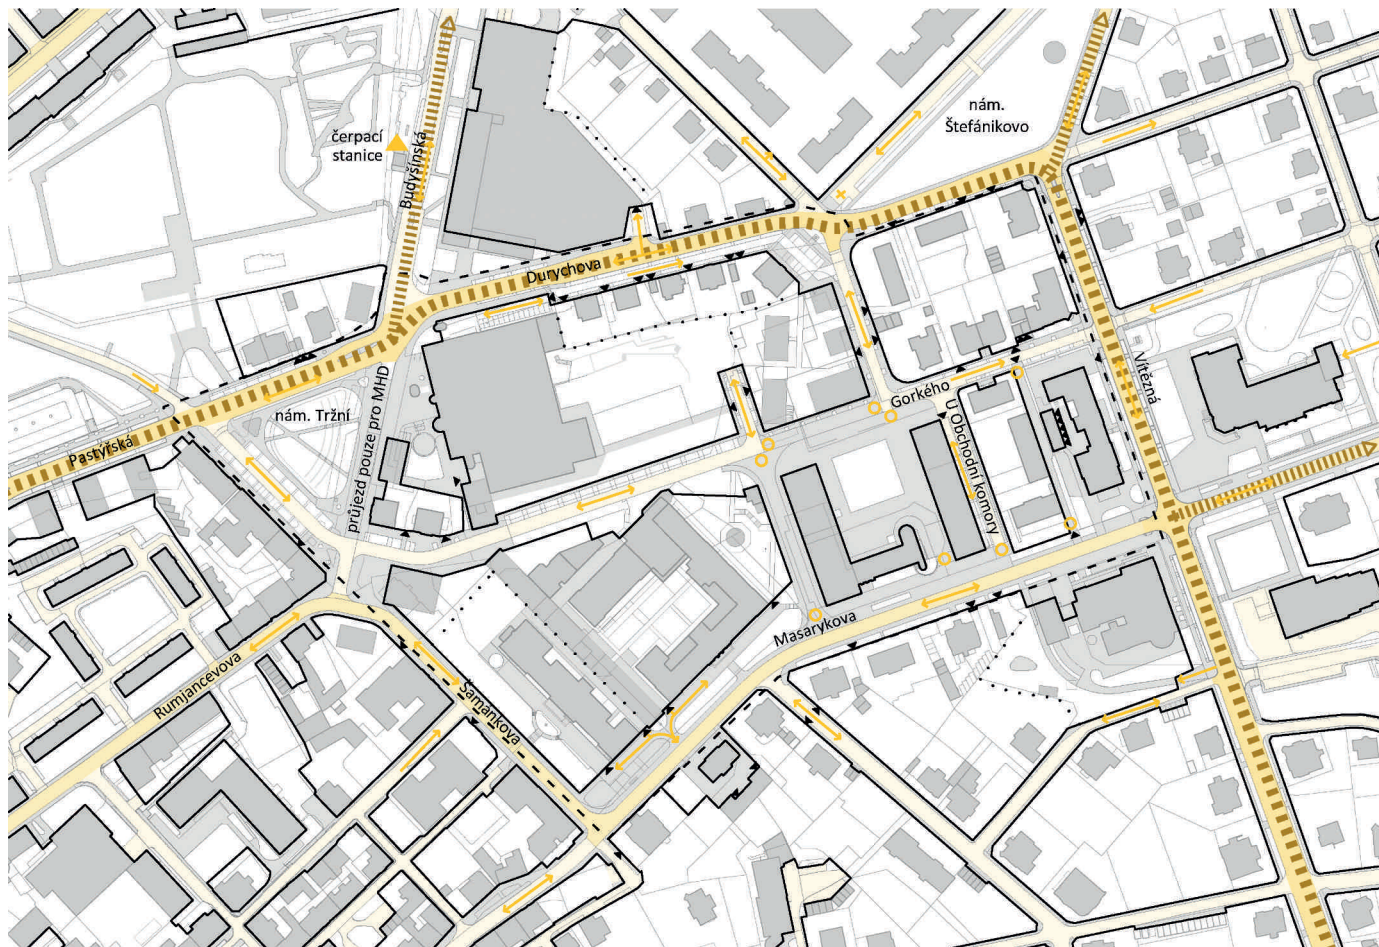 nám.
Štefánikovo
čerpací
stanice
Budyšínská
Durychova
Vítězná
průjezd pouze pro MHD
Gorkého
nám. Tržní
U Obchodní komory
Pastýřská
Masarykova
Rumjancevova
Šamánkova